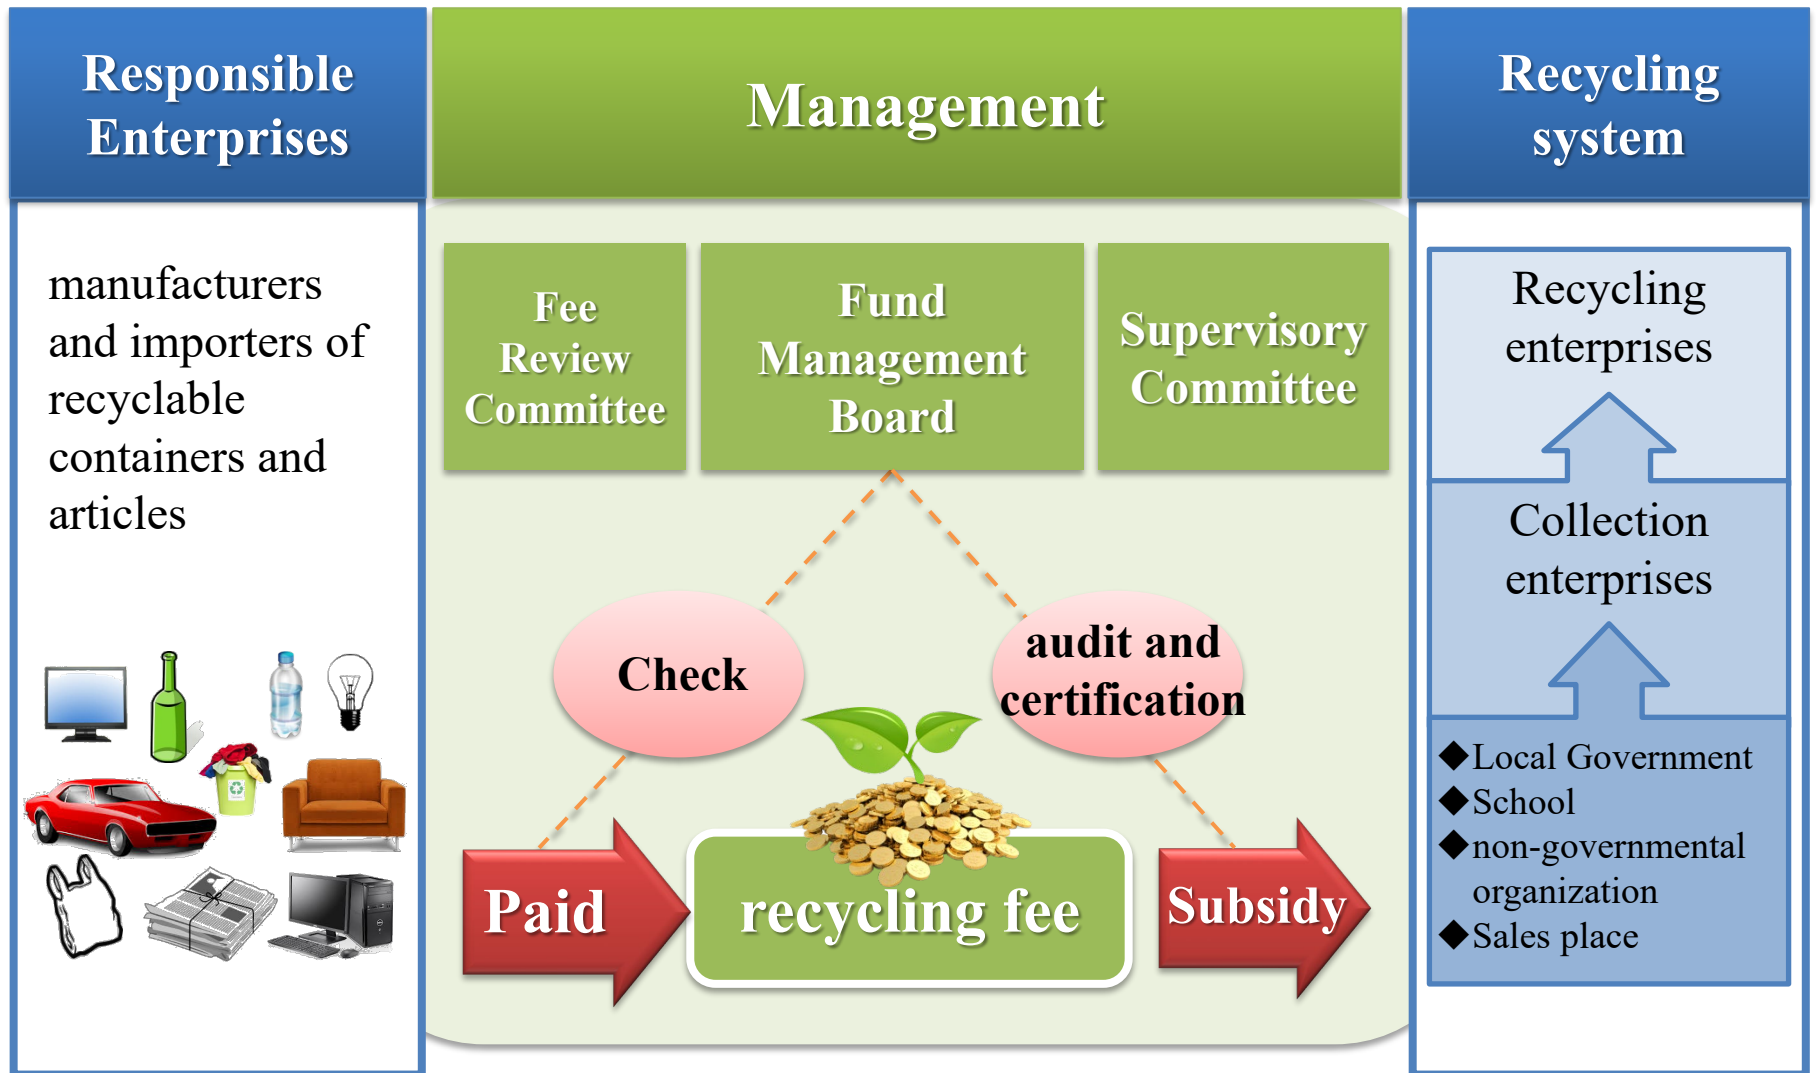 Responsible
Enterprises
Management
Recycling
system
manufacturers
and importers of
recyclable
containers and
articles
Fee
Review
Committee
Fund
Management
Board
Supervisory
Committee
Check
audit and
certification
Paid
recycling fee
Subsidy
Recycling
enterprises
Collection
enterprises
◆Local Government
◆School
◆non-governmental
organization
◆Sales place